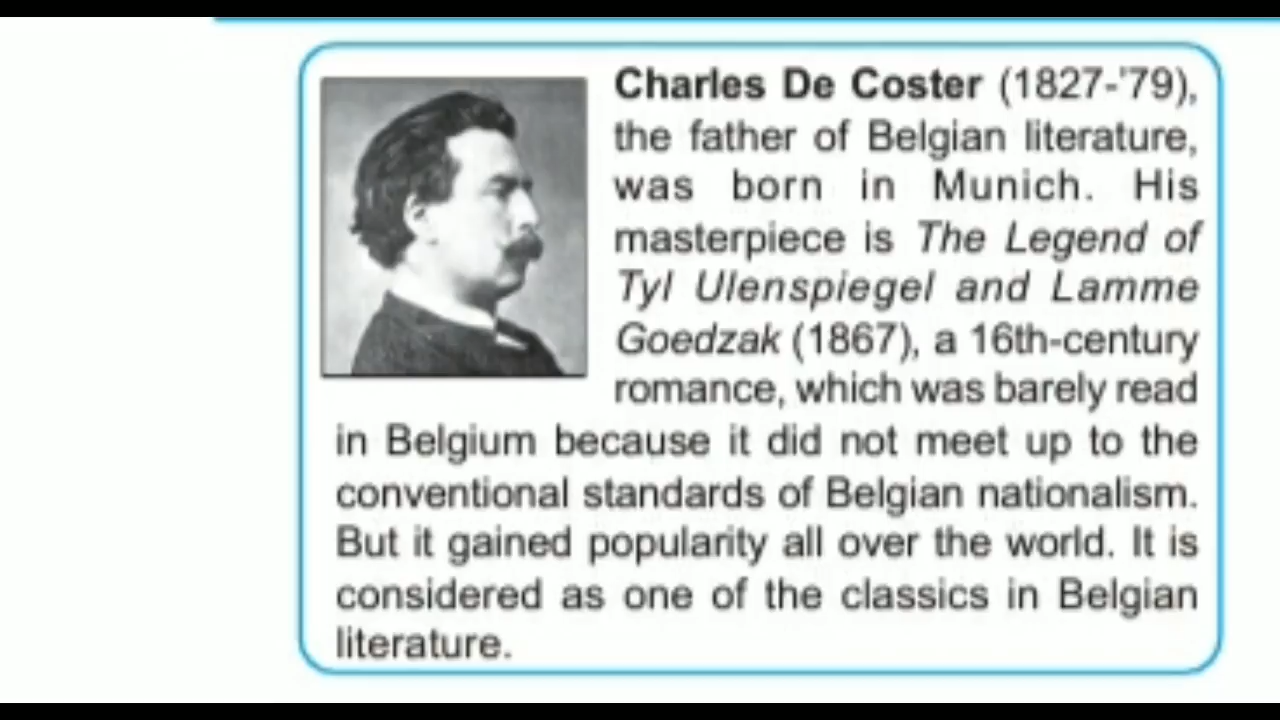 Charles De Coster (1827-'79),
the father of Belgian literature,
was born in Munich. His
masterpiece is The Legend of
Tyl Ulenspiegel and Lamme
Goedzak (1867), a 16th-century
romance, which was barely read
in Belgium because it did not meet up to the
conventional standards of Belgian nationalism.
But it gained popularity all over the world. It is
considered as one of the classics in Belgian
literature.